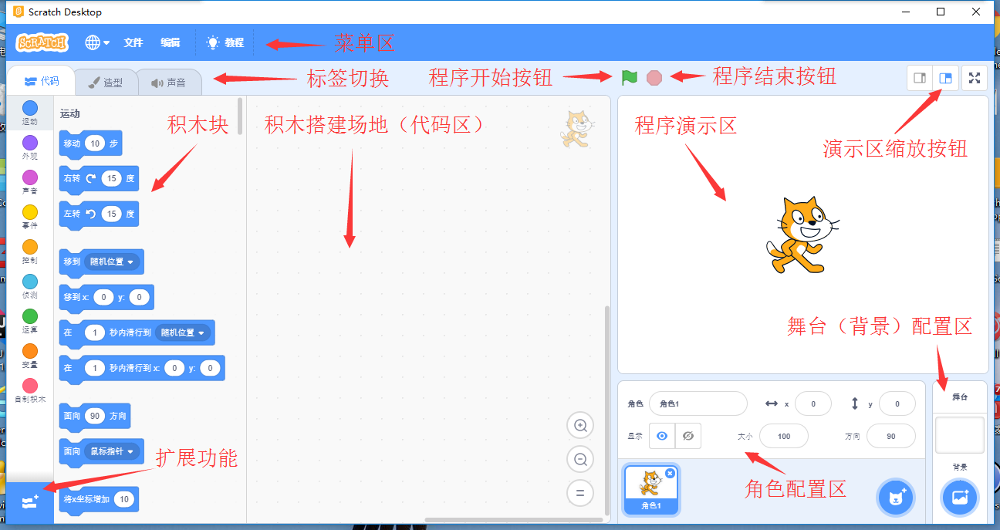 Scratch Desktop
SCRATCH 文件 编辑 教程 菜单区
代码 造型 声音 标签切换 程序开始按钮 程序结束按钮
运动 运动
积木块 积木搭建场地（代码区） 程序演示区
移动 10 步
演示区缩放按钮
外观
右转 15 度
声音
左转 15 度
事件
控制
移到 随机位置
侦测
移到 x: 0 y: 0
运算
在 1 秒内滑行到 随机位置
舞台（背景）配置区
变量
在 1 秒内滑行到 x: 0 y: 0
自制积木
角色 角色1 x 0 y 0 舞台
面向 90 方向
显示 大小 100 方向 90
面向 鼠标指针
扩展功能
背景
角色配置区
将x坐标增加 10
角色1